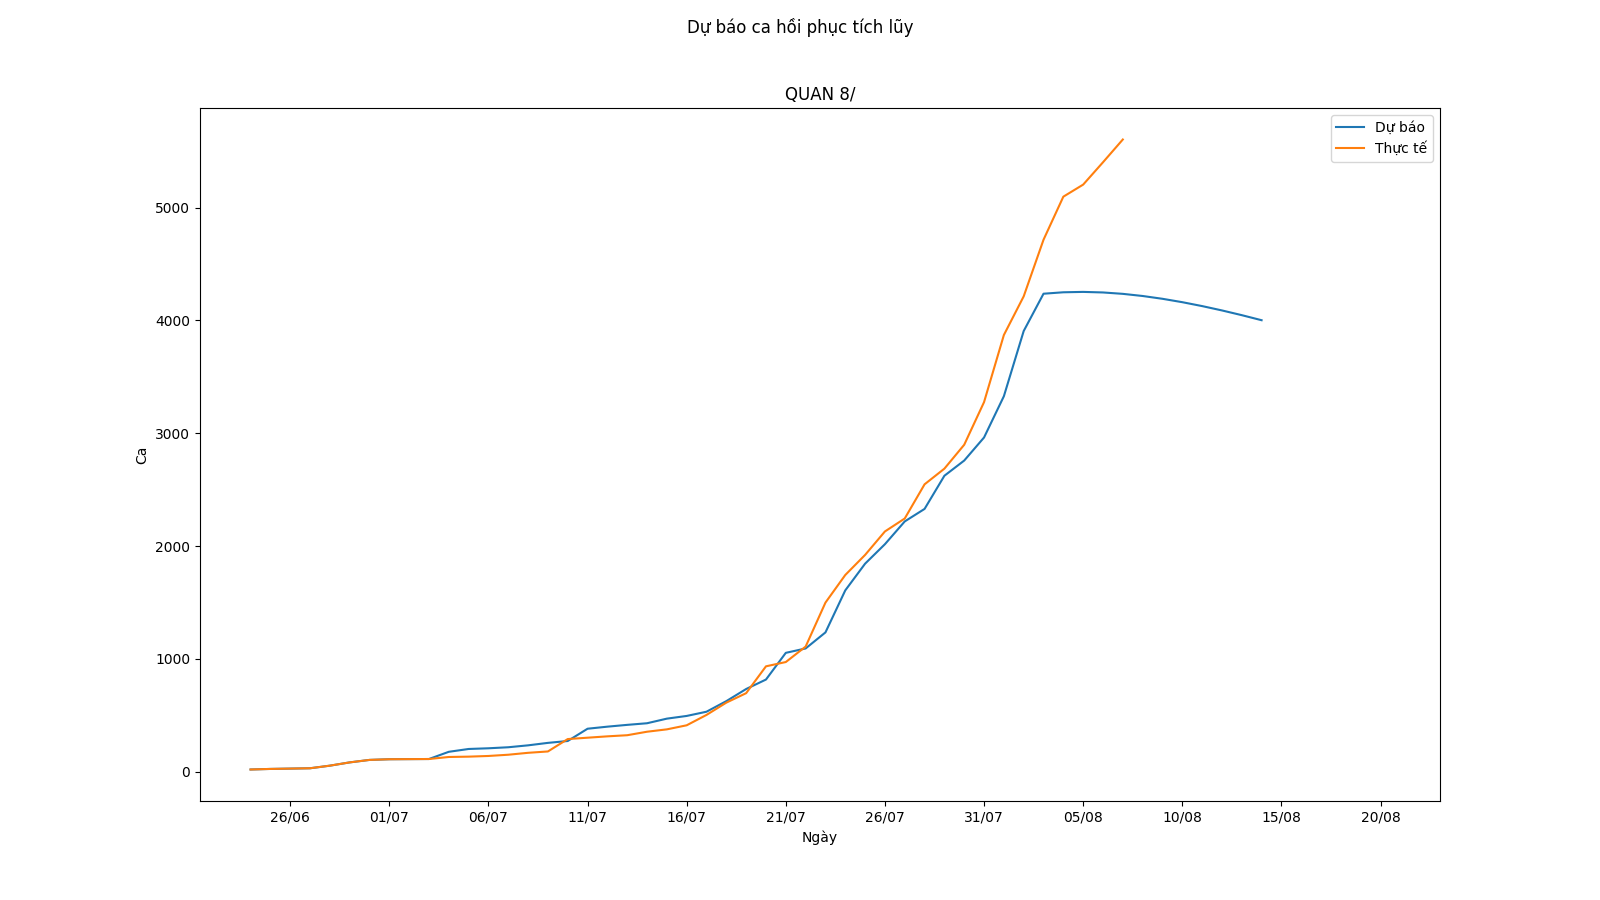 Dự báo ca hồi phục tích lũy
QUAN 8/
Dự báo
Thực tế
5000
4000
3000
2000
1000
0
Ca
26/06 01/07 06/07 11/07 16/07 21/07 26/07 31/07 05/08 10/08 15/08 20/08
Ngày